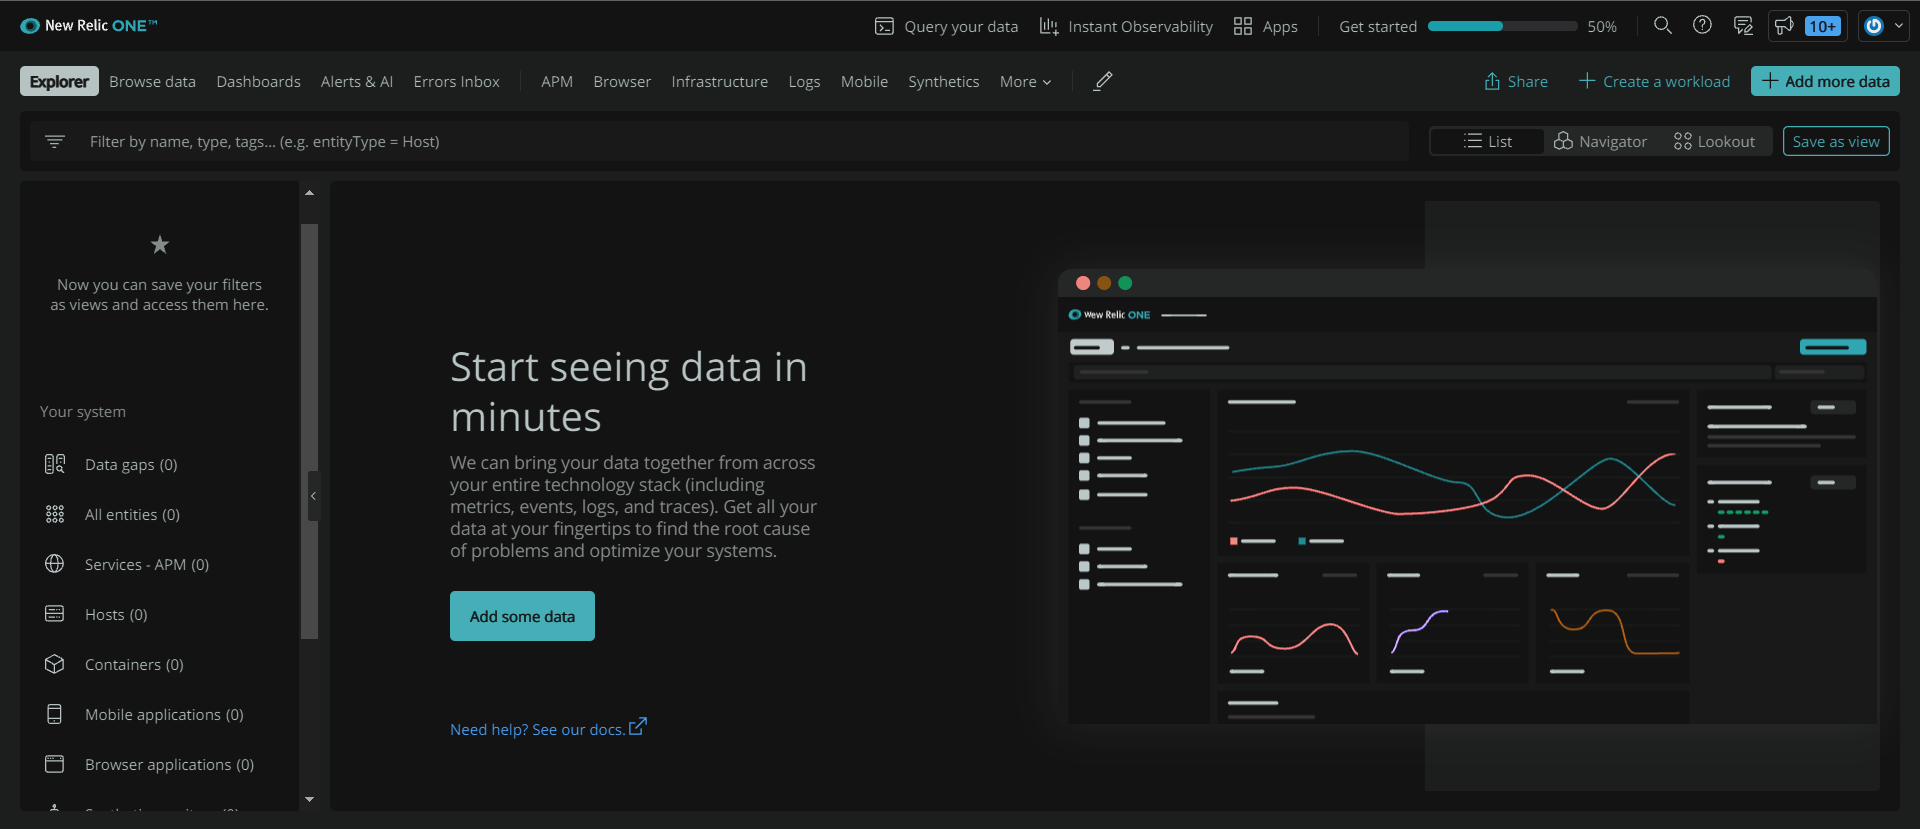 New Relic ONE™
Query your data
Instant Observability
Apps
Get started
50%
10+
Explorer
Browse data
Dashboards
Alerts & AI
Errors Inbox
APM
Browser
Infrastructure
Logs
Mobile
Synthetics
More
Share
Create a workload
Add more data
Filter by name, type, tags... (e.g. entityType = Host)
List
Navigator
Lookout
Save as view
Now you can save your filters
as views and access them here.
Your system
Data gaps (0)
All entities (0)
Services - APM (0)
Hosts (0)
Containers (0)
Mobile applications (0)
Browser applications (0)
Start seeing data in
minutes
We can bring your data together from across
your entire technology stack (including
metrics, events, logs, and traces). Get all your
data at your fingertips to find the root cause
of problems and optimize your systems.
Add some data
Need help? See our docs.
Wew Relic ONE